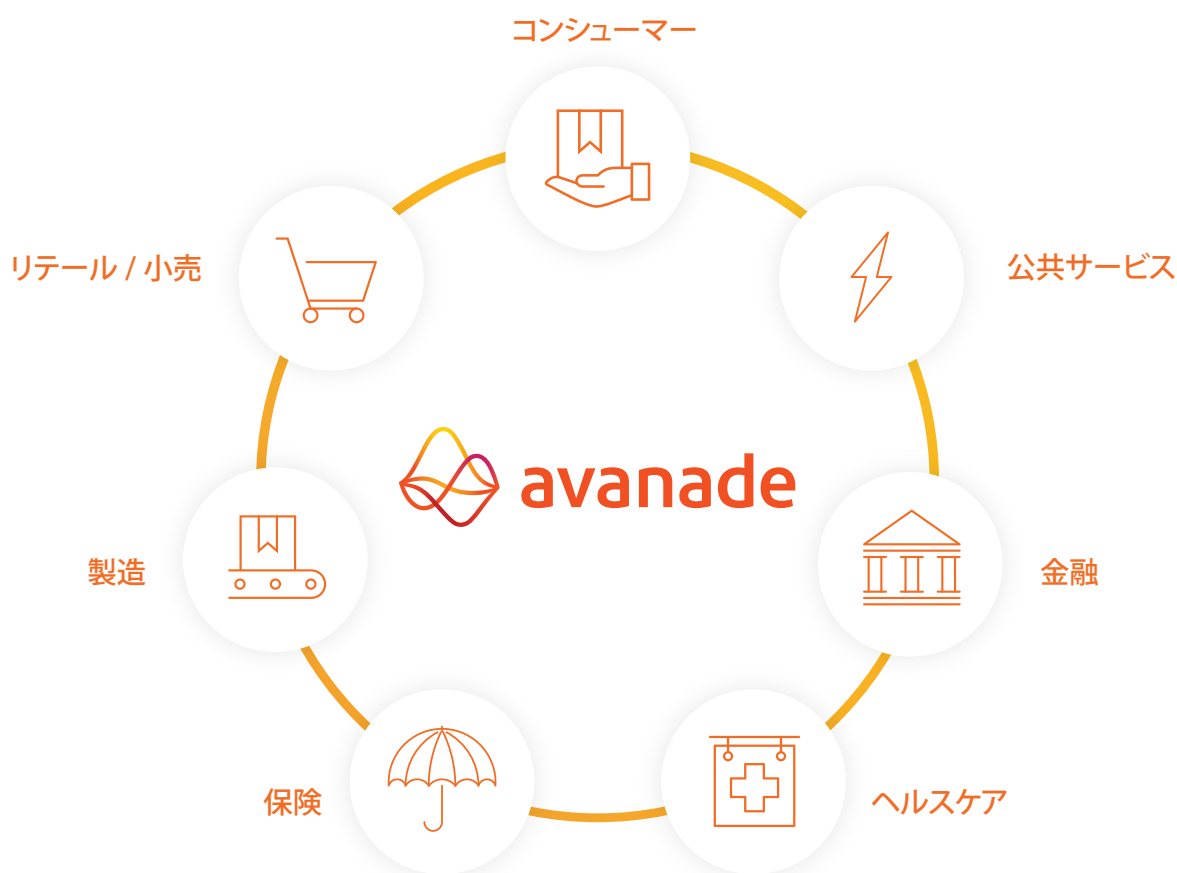 コンシューマー
リテール / 小売
公共サービス
avanade
製造
金融
保険
ヘルスケア